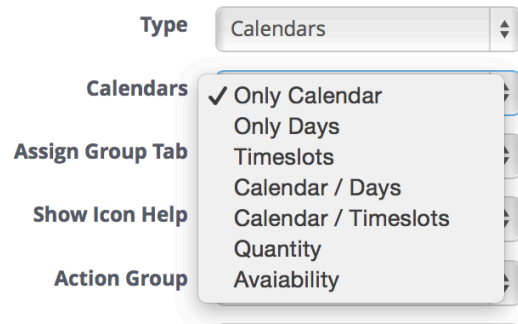 Type Calendars
Calendars ✓ Only Calendar
Only Days
Assign Group Tab Timeslots
Calendar / Days
Show Icon Help Calendar / Timeslots
Quantity
Action Group Avaiability